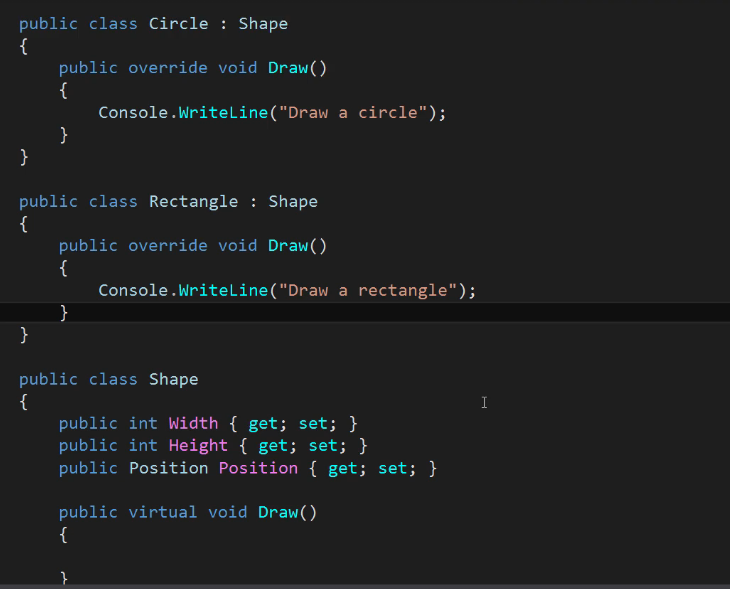 public class Circle : Shape
{
    public override void Draw()
    {
        Console.WriteLine("Draw a circle");
    }
}

public class Rectangle : Shape
{
    public override void Draw()
    {
        Console.WriteLine("Draw a rectangle");
    }
}

public class Shape
{
    public int Width { get; set; }
    public int Height { get; set; }
    public Position Position { get; set; }

    public virtual void Draw()
    {

    }